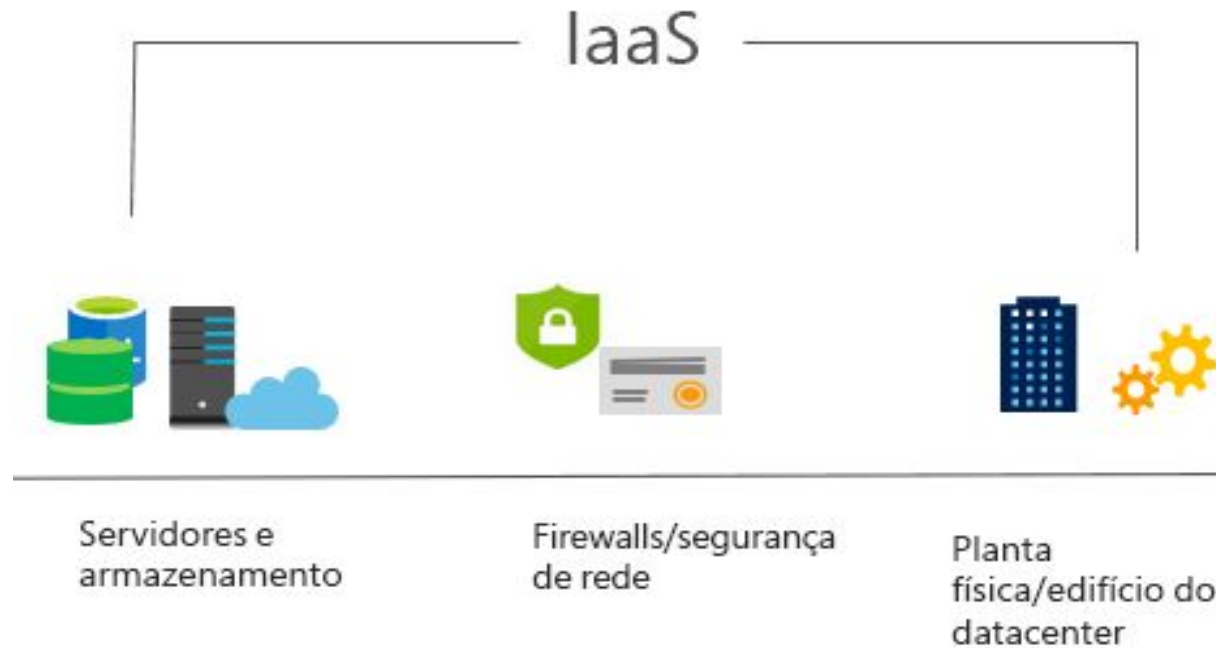 IaaS
Servidores e
armazenamento
Firewalls/segurança
de rede
Planta
física/edifício do
datacenter